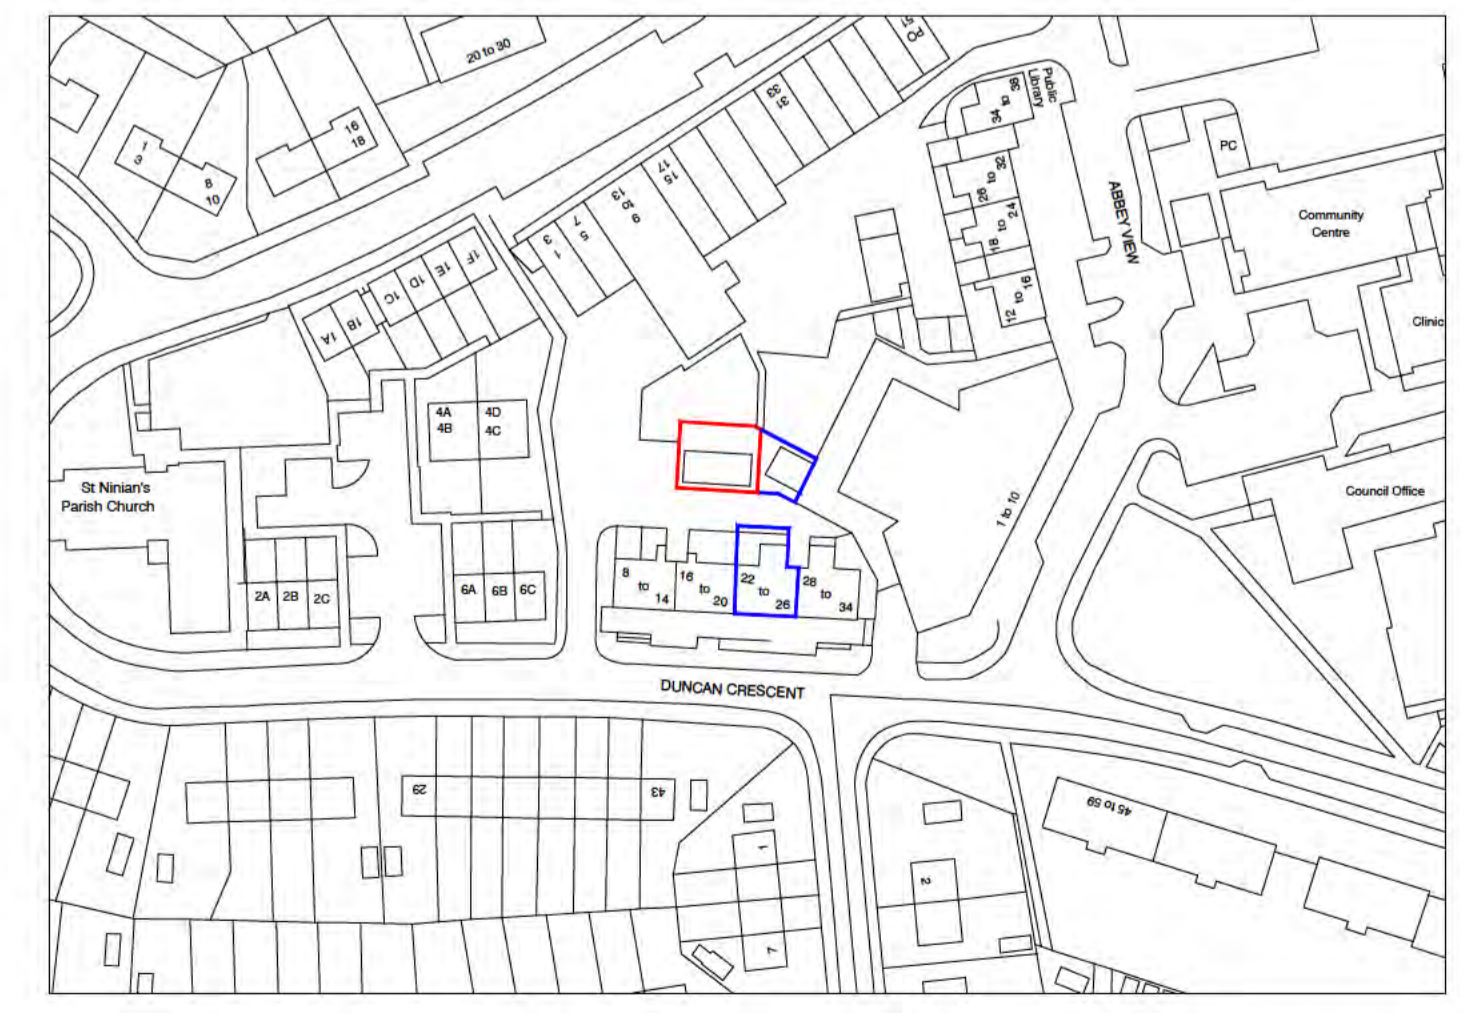 20 to 30
PO
51
33
31
38
to
34
Public
Library
1
3
8
10
16
18
17
15
PC
32
to
26
ABBEY VIEW
Community
Centre
13
to
9
7
5
3
1
24
to
18
1F
1E
1D
1C
1B
1A
16
to
12
Clinic
4A
4B
4D
4C
St Ninian's
Parish Church
Council Office
1 to 10
2A
2B
2C
6A
6B
6C
8
to
14
16
to
20
22
to
26
28
to
34
DUNCAN CRESCENT
29
43
45 to 59
1
2
7